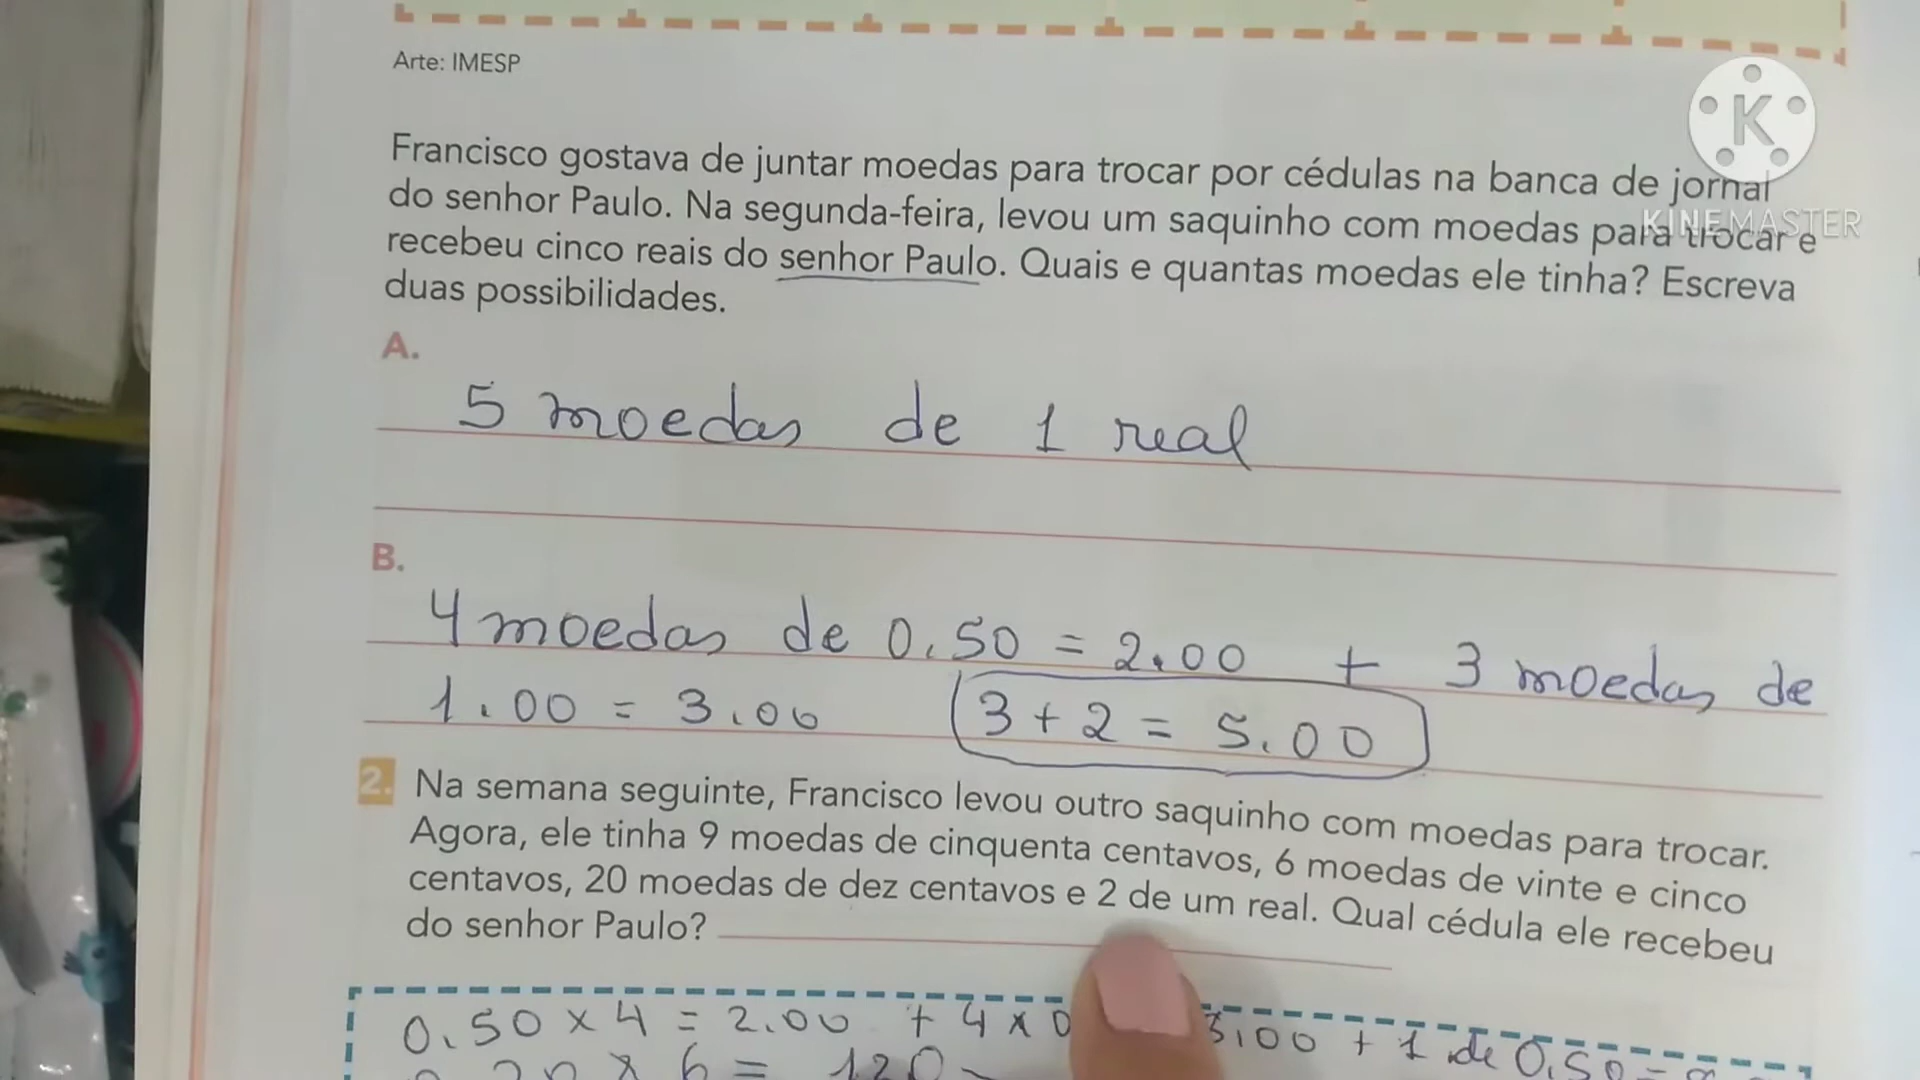 Arte: IMESP
K
KINEMASTER
Francisco gostava de juntar moedas para trocar por cédulas na banca de jornal
do senhor Paulo. Na segunda-feira, levou um saquinho com moedas para trocar e
recebeu cinco reais do senhor Paulo. Quais e quantas moedas ele tinha? Escreva
duas possibilidades.
A.
5 moedas de 1 real
B.
4 moedas de 0.50 = 2.00 + 3 moedas de
1.00 = 3.00 3 + 2 = 5.00
2. Na semana seguinte, Francisco levou outro saquinho com moedas para trocar.
Agora, ele tinha 9 moedas de cinquenta centavos, 6 moedas de vinte e cinco
centavos, 20 moedas de dez centavos e 2 de um real. Qual cédula ele recebeu
do senhor Paulo?
0.50 x 4 = 2.00 + 4 x 0 3,00 + 1 de 0,50 =
x 6 = 120